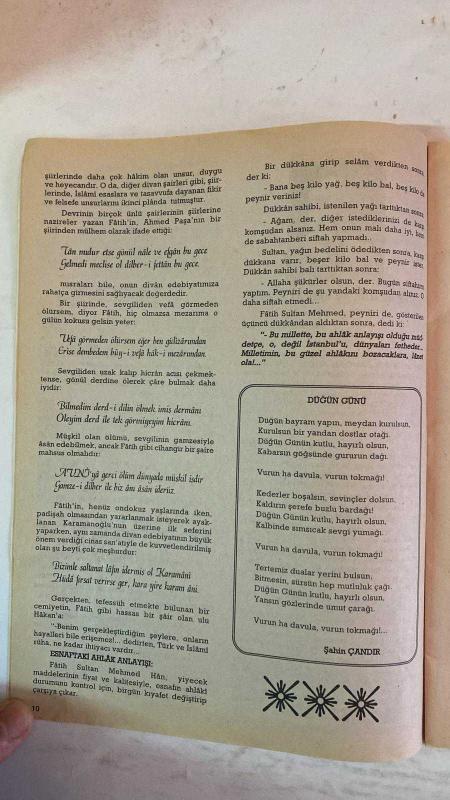 şiirlerinde daha çok hâkim olan unsur, duygu
ve heyecandır. O da, diğer divan şairleri gibi, şiir-
lerinde, İslâmî esaslara ve tasavvufa dayanan fikir
ve felsefe unsurlarını ikinci plânda tutmuştur.
Devrinin birçok ünlü şairlerinin şiirlerine
nazireler yazan Fâtih'in, Ahmed Paşa'nın bir
şiirinden mülhem olarak ifade ettiği:
Tân mıdır etse gönül nâle ve efgân bu gece
Gelmedi meclise ol dilber-i fettân bu gece
mısraları bile, onun divan edebiyatımıza
rahatça girmesini sağlayacak değerdedir.
Bir şiirinde, sevgiliden vefâ görmeden
ölürsem, diyor Fâtih, hiç olmazsa mezarıma o
gülün kokusu gelsin yeter:
Vefâ görmeden ölürsem eğer ben gülizârımdan
Erise dembedem bûy-i vefâ hâk-i mezârımdan.
Sevgiliden uzak kalıp hicrân acısı çekmek-
tense, gönül derdine ölerek çâre bulmak daha
iyidir:
Bilmedim derd-i dilin ölmek imiş dermânı
Öleyim derd ile tek görmiyeyim hicrânı.
Müşkil olan ölümü, sevgilinin gamzesiyle
âsân edebilmek, ancak Fâtih gibi cihangir bir şaire
mahsus olmalıdır:
AVNÎ'yâ gerci ölüm dünyada müşkil isdir
Gamze-i dilber ile biz ânı âsân iderüz.
Fâtih'in, henüz ondokuz yaşlarında iken,
padişah olmasından yararlanmak isteyerek ayak-
lanan Karamanoğlu'nun üzerine ilk seferini
yaparken, aynı zamanda divan edebiyatının büyük
önem verdiği cinas san'atiyle de kuvvetlendirilmiş
olan şu beyti çok meşhurdur:
Bizimle saltanat lâfın idermiş ol Karamânî
Hüdâ fırsat verirse ger, kara yire karam âni.
Gerçekten, tefessüh etmekte bulunan bir
cemiyetin, Fâtih gibi hassas bir şâir olan ulu
Hâkan'a:
"-Benim gerçekleştirdiğim şeylere, onların
hayalleri bile erişemez!... dedirten, Türk ve İslâmî
rûha, ne kadar ihtiyacı vardır...
ESNAFTAKİ AHLÂK ANLAYIŞI:
Fâtih Sultan Mehmed Hân, yiyecek
maddelerinin fiyat ve kalitesiyle, esnafın ahlâkî
durumunu kontrol için, birgün kıyafet değiştirip
çarşıya çıkar.
10
Bir dükkâna girip selâm verdikten sonra,
der ki:
- Bana beş kilo yağ, beş kilo bal, beş kilo da
peynir veriniz!
Dükkân sahibi, istenilen yağı tarttıktan sonra,
- Ağam, der, diğer istediklerinizi de karşı
komşudan alsanız. Hem onun malı daha iyi, hem
de sabahtanberi siftah yapmadı..
Sultan, yağın bedelini ödedikten sonra, karşı
dükkana varır, beşer kilo bal ve peynir ister.
Dükkân sahibi balı tarttıktan sonra:
- Allaha şükürler olsun, der. Bugün siftahımı
yaptım. Peyniri de şu yandaki komşudan alınız. O
daha siftah etmedi...
Fâtih Sultan Mehmed, peyniri de, gösterilen
üçüncü dükkândan aldıktan sonra, dedi ki:
"- Bu millette, bu ahlâk anlayışı olduğu müd-
detçe, o, değil İstanbul'u, dünyaları fetheder...
Milletimin, bu güzel ahlâkını bozacaklara, lânet
ola!..."
DÜĞÜN GÜNÜ
Düğün bayram yapın, meydan kurulsun,
Kurulsun bir yandan dostlar otağı.
Düğün Günün kutlu, hayırlı olsun,
Kabarsın göğsünde gururun dağı.
Vurun ha davula, vurun tokmağı!
Kederler boşalsın, sevinçler dolsun,
Kaldırın şerefe buzlu bardağı!
Düğün Günün kutlu, hayırlı olsun,
Kalbinde sımsıcak sevgi yumağı.
Vurun ha davula, vurun tokmağı!
Tertemiz dualar yerini bulsun,
Bitmesin, sürsün hep mutluluk çağı.
Düğün Günün kutlu, hayırlı olsun,
Yansın gözlerinde umut çarağı.
Vurun ha davula, vurun tokmağı!...
Şahin ÇANDIR